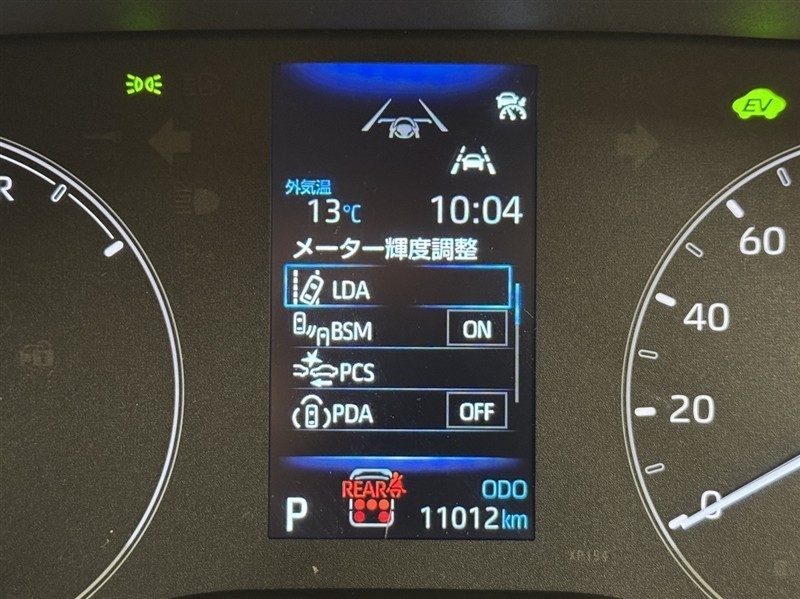 EV
R
外気温
13℃
10:04
メーター輝度調整
LDA
BSM ON
PCS
PDA OFF
REAR
P
ODO
11012km
60
40
20
0
XP194